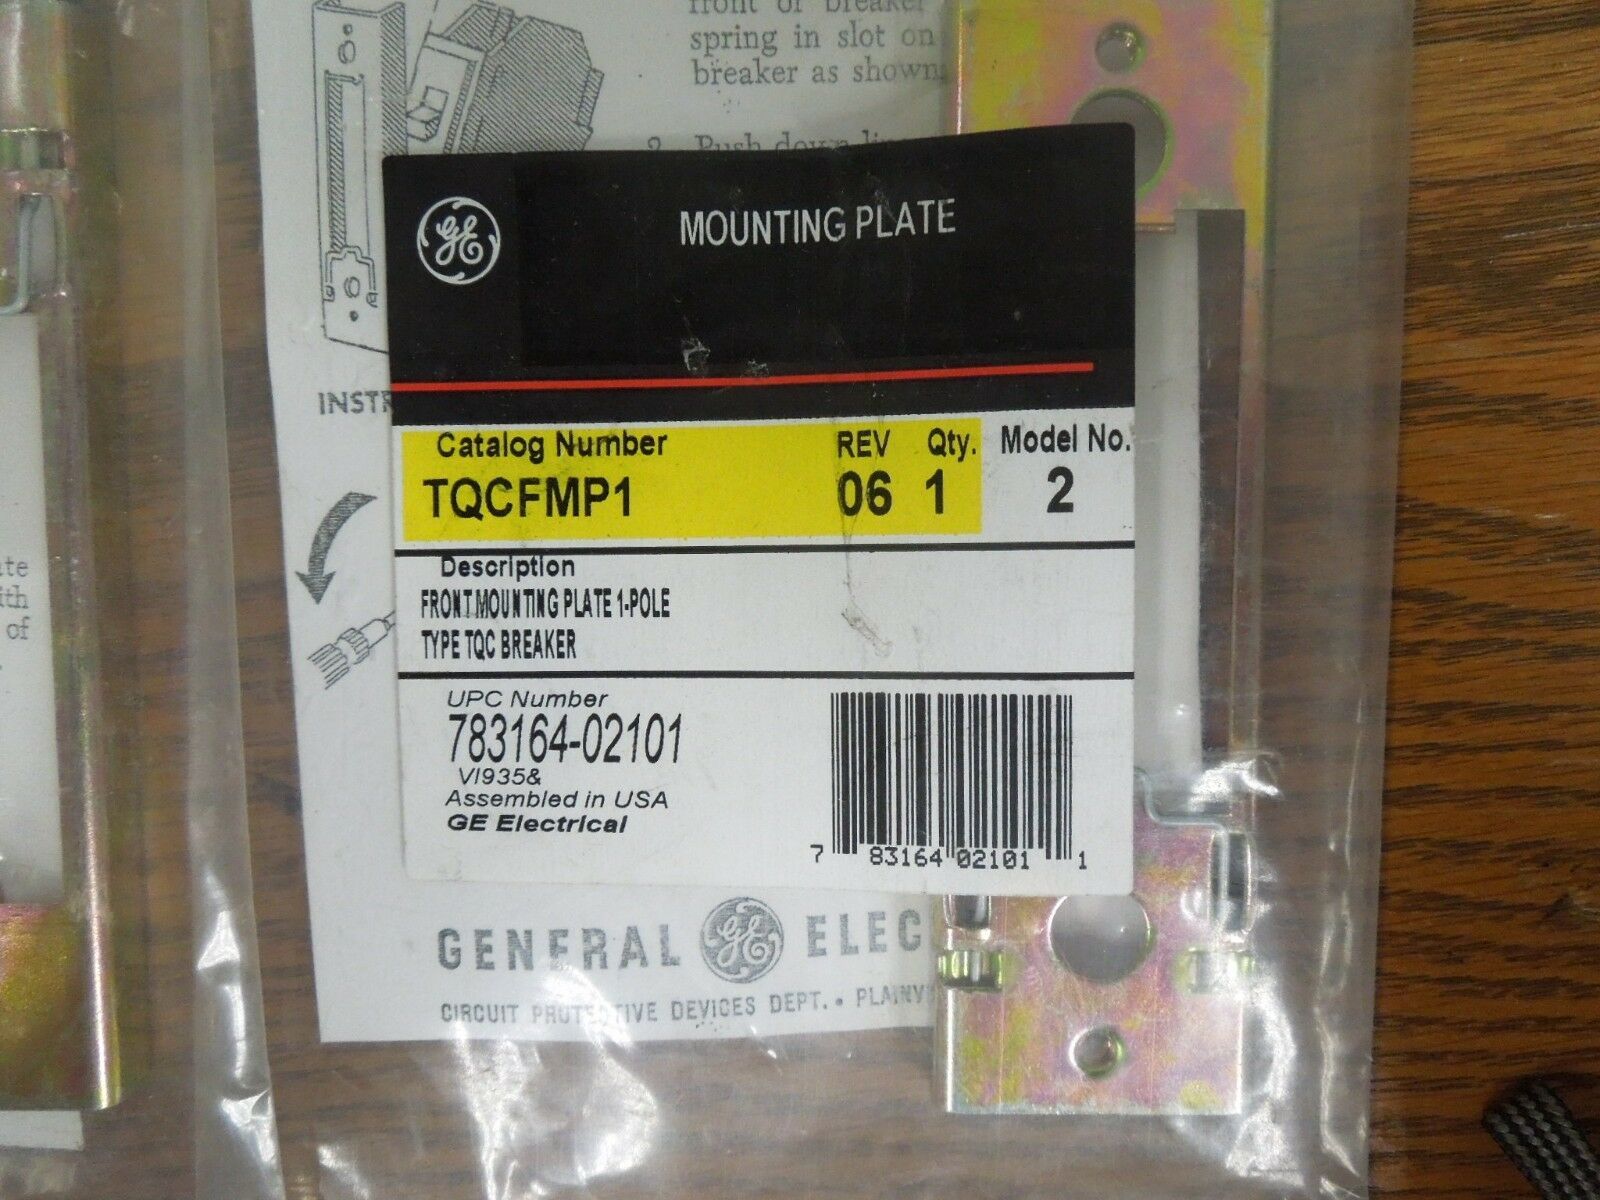 front of breaker
spring in slot on
breaker as shown
2. Push down
GE
MOUNTING PLATE
INSTR
Catalog Number REV Qty. Model No.
TQCFMP1 06 1 2
Description
FRONT MOUNTING PLATE 1-POLE
TYPE TQC BREAKER
ith
of
UPC Number
783164-02101
VI935&
Assembled in USA
GE Electrical
7 83164 02101 1
GENERAL GE ELEC
CIRCUIT PROTECTIVE DEVICES DEPT. • PLAINV